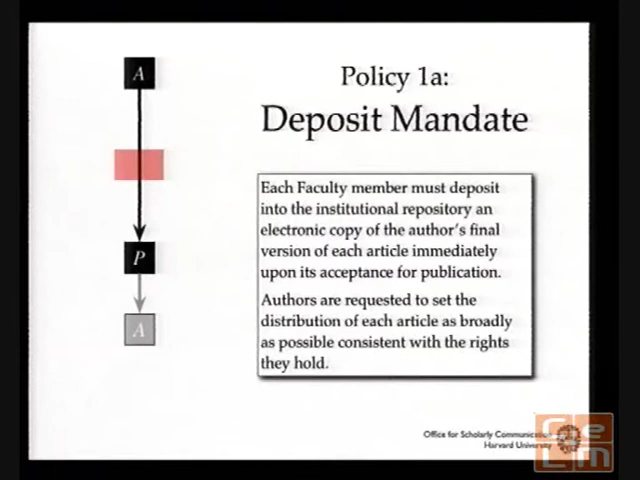 A
Policy 1a:
Deposit Mandate
Each Faculty member must deposit
into the institutional repository an
electronic copy of the author's final
version of each article immediately
upon its acceptance for publication.
Authors are requested to set the
distribution of each article as broadly
as possible consistent with the rights
they hold.
P
A
Office for Scholarly Communication
Harvard University